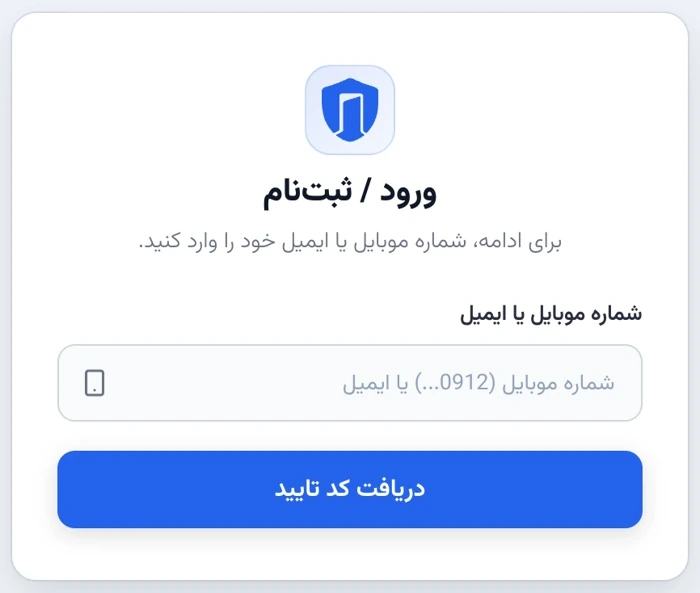 ورود / ثبت‌نام
برای ادامه، شماره موبایل یا ایمیل خود را وارد کنید.
شماره موبایل یا ایمیل
شماره موبایل (0912...) یا ایمیل
دریافت کد تایید